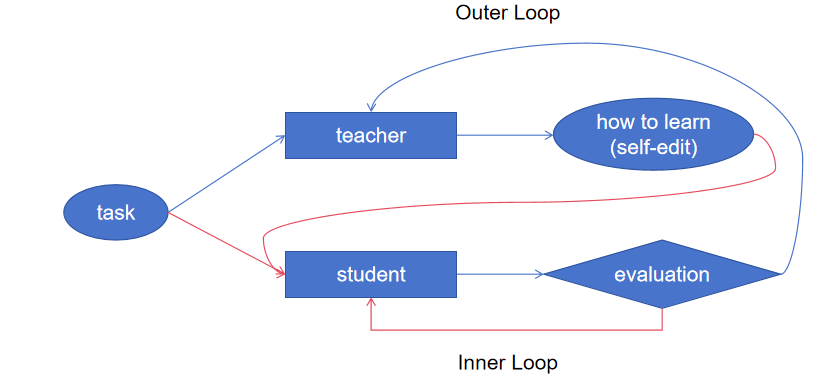 Outer Loop
teacher
how to learn
(self-edit)
task
student
evaluation
Inner Loop